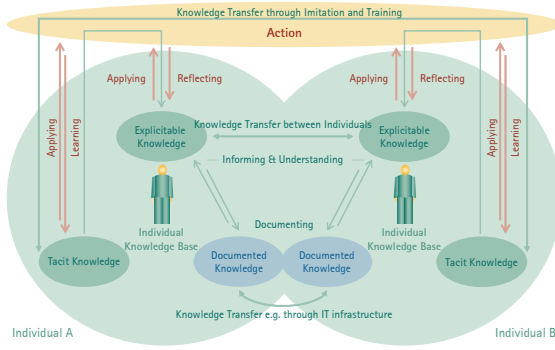 Knowledge Transfer through Imitation and Training
Action
Applying
Reflecting
Applying
Reflecting
Applying
Learning
Applying
Learning
Explicitable
Knowledge
Knowledge Transfer between Individuals
Explicitable
Knowledge
Informing & Understanding
Documenting
Individual
Knowledge Base
Individual
Knowledge Base
Tacit Knowledge
Documented
Knowledge
Documented
Knowledge
Tacit Knowledge
Knowledge Transfer e.g. through IT infrastructure
Individual A
Individual B